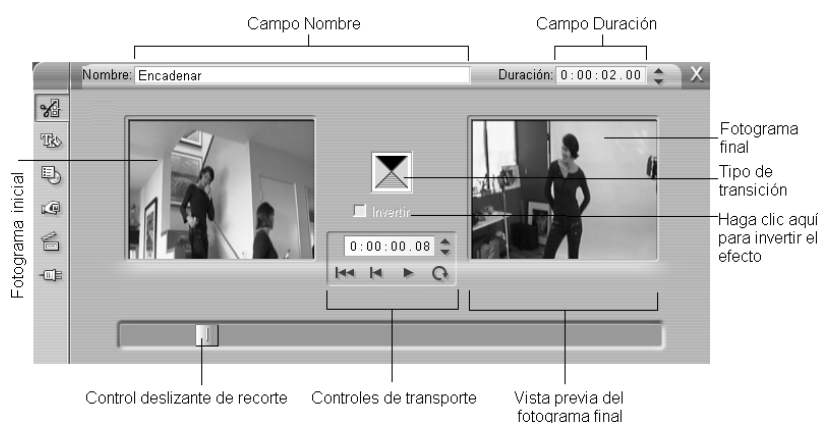 Campo Nombre
Campo Duración
Nombre: Encadenar
Duración: 0:00:02.00
X
Fotograma
final
Tipo de
transición
Invertir
Haga clic aquí
para invertir el
efecto
Fotograma inicial
0:00:00.08
Control deslizante de recorte
Controles de transporte
Vista previa del
fotograma final